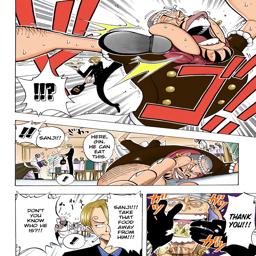 !!?
HERE,
GIN. HE
CAN EAT
THIS.
SANJI!!
!!
THANK
YOU!!!
SANJI!!!
TAKE
THAT
FOOD
AWAY
FROM
HIM!!!
DON'T
YOU
KNOW
WHO HE
IS?!!